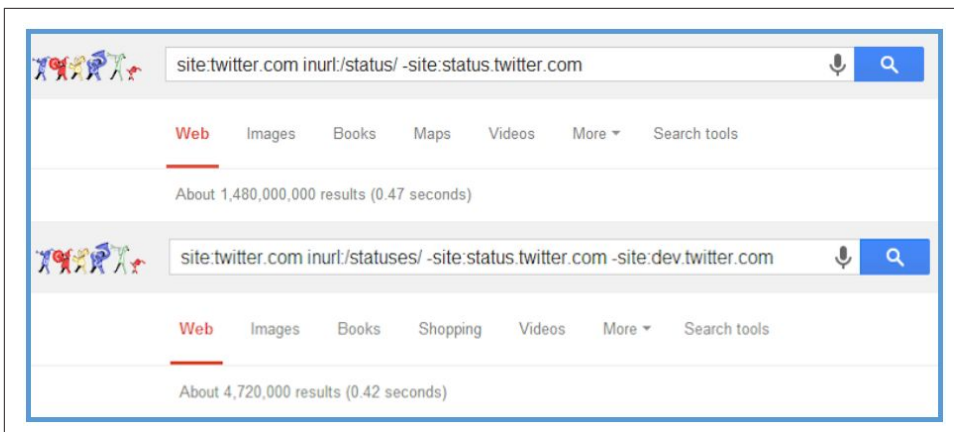 site:twitter.com inurl:/status/ -site:status.twitter.com
Web Images Books Maps Videos More Search tools
About 1,480,000,000 results (0.47 seconds)
site:twitter.com inurl:/statuses/ -site:status.twitter.com -site:dev.twitter.com
Web Images Books Shopping Videos More Search tools
About 4,720,000 results (0.42 seconds)